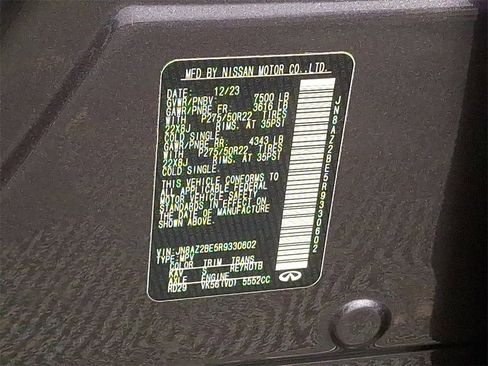 MFD BY NISSAN MOTOR CO.,LTD.
DATE: 12/23
GVWR/PNBV 7500 LB
GAWR/PNBE FR. 3616 LB
WITH P275/50R22 TIRES
22X8J RIMS. AT 35PSI
COLD SINGLE.
GAWR/PNBE RR. 4343 LB
WITH P275/50R22 TIRES
22X8J RIMS. AT 35PSI
COLD SINGLE.
THIS VEHICLE CONFORMS TO
ALL APPLICABLE FEDERAL
MOTOR VEHICLE SAFETY
STANDARDS IN EFFECT ON
THE DATE OF MANUFACTURE
SHOWN ABOVE.
VIN:JN8AZ2BE5R9330602
TYPE:MPV
COLOR TRIM TRANS
KAY S RE7R01B
AXLE ENGINE
RD29 VK56(VD) 5552CC
JN8AZ2BE5R9330602
INFINITI